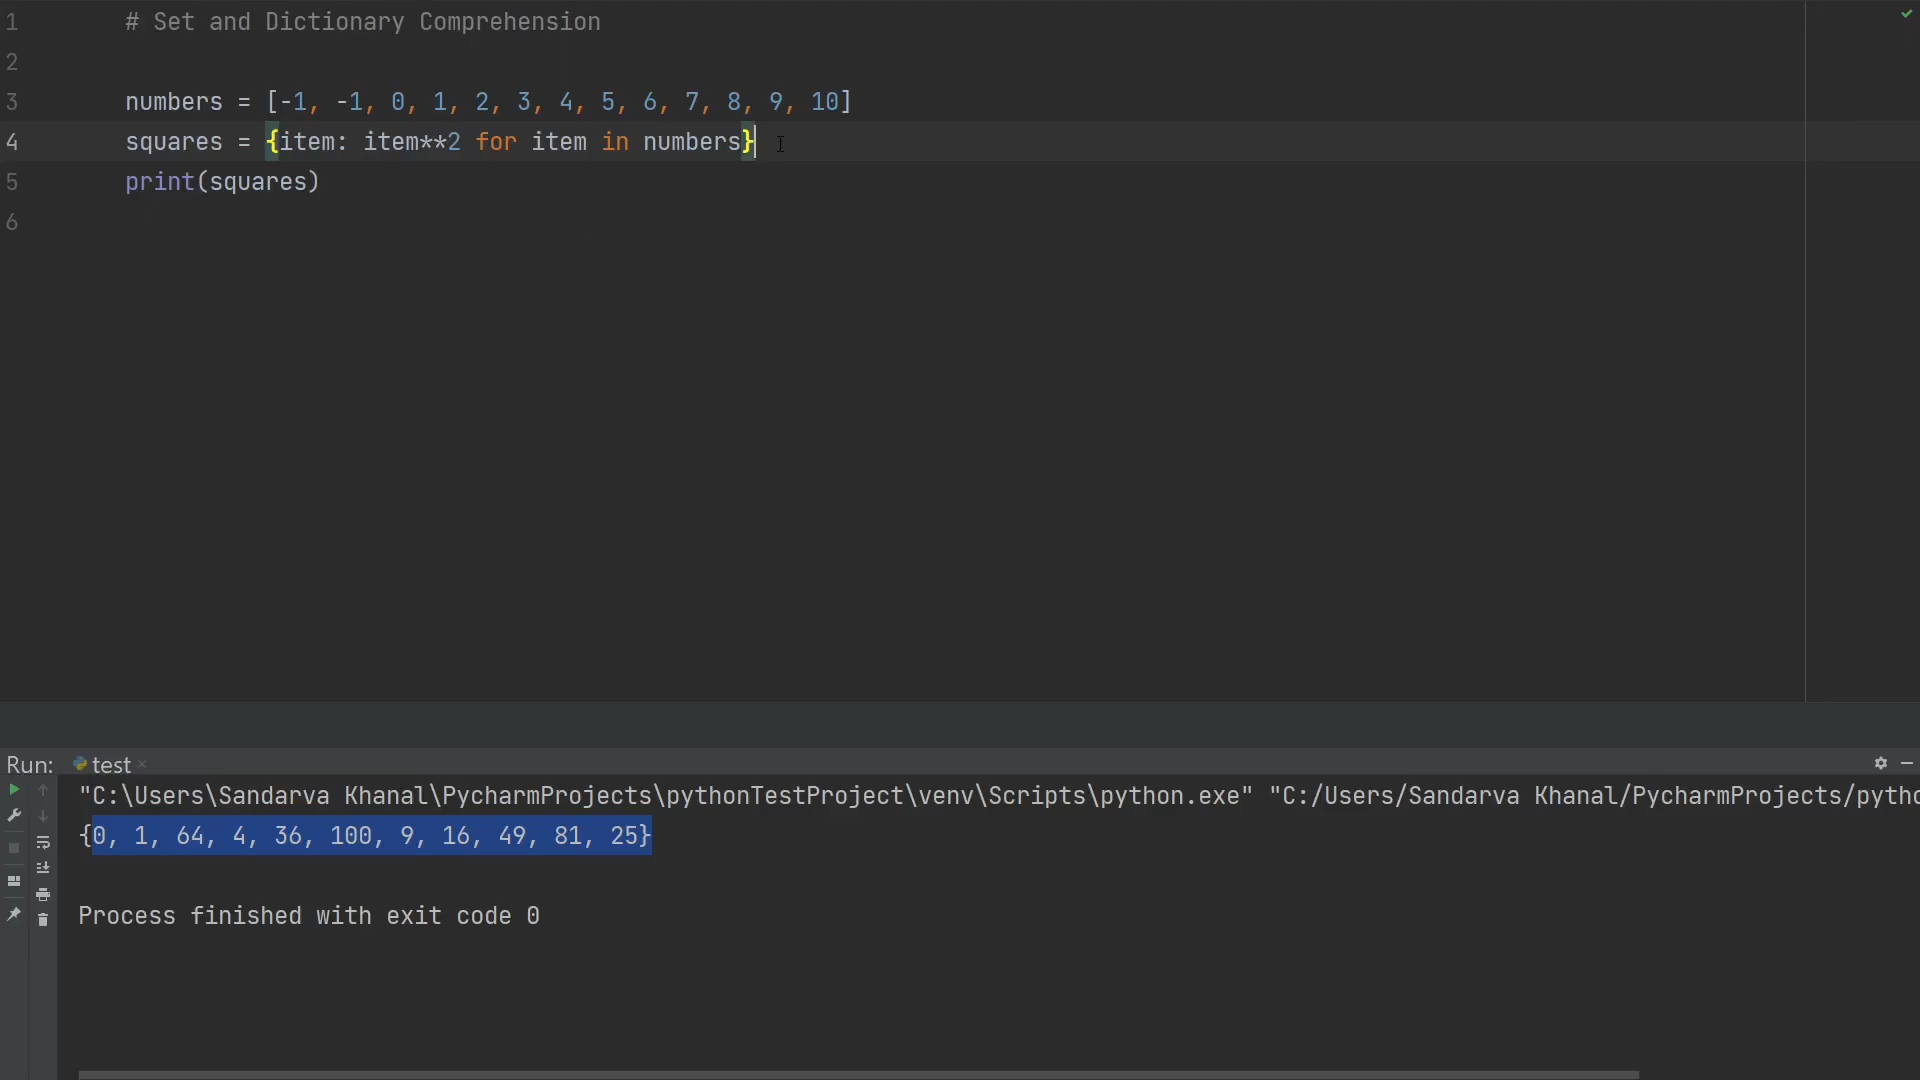 1 # Set and Dictionary Comprehension
2
3 numbers = [-1, -1, 0, 1, 2, 3, 4, 5, 6, 7, 8, 9, 10]
4 squares = {item: item**2 for item in numbers}
5 print(squares)
6
Run: test
"C:\Users\Sandarva Khanal\PycharmProjects\pythonTestProject\venv\Scripts\python.exe" "C:/Users/Sandarva Khanal/PycharmProjects/pytho
{0, 1, 64, 4, 36, 100, 9, 16, 49, 81, 25}
Process finished with exit code 0